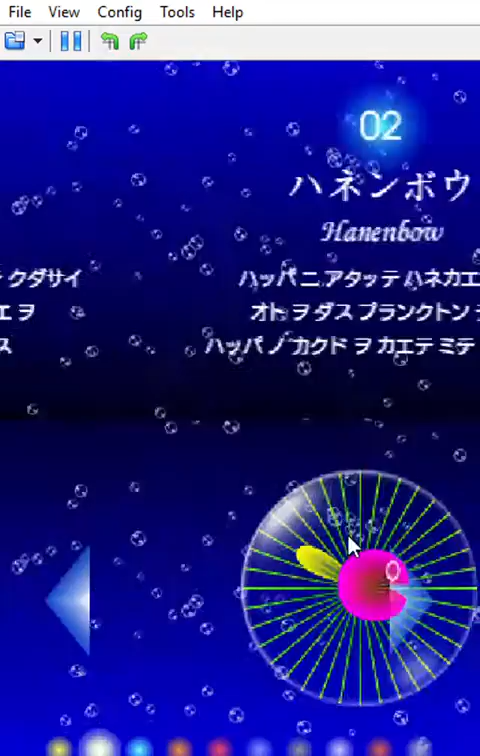 File View Config Tools Help
02
ハネンボウ
Hanenbow
クダサイ
ハッパ ニ アタッテ ハネカエ
エ ヲ
オト ヲ ダス プランクトン
ス
ハッパ ノ カクド ヲ カエテ ミテ